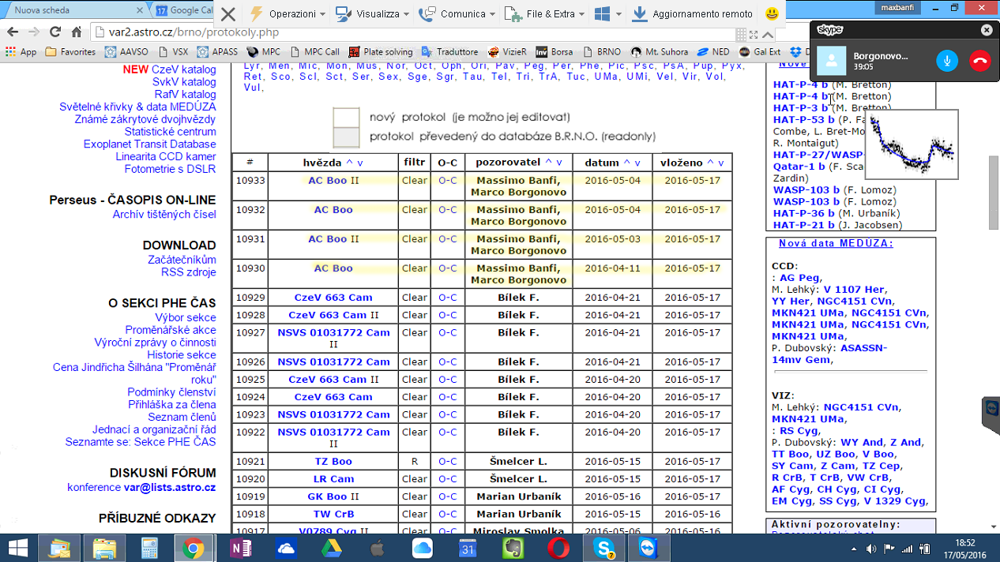 Nuova scheda
Google Cal
Operazioni
Visualizza
Comunica
File & Extra
Aggiornamento remoto
maxbanfi
var2.astro.cz/brno/protokoly.php
App
Favorites
AAVSO
VSX
APASS
MPC
MPC Call
Plate solving
Traduttore
VizieR
Borsa
BRNO
Mt. Suhora
NED
Gal Ext
skype
Borgonovo...
39:05
NEW CzeV katalog
SvkV katalog
RafV katalog
Světelné křivky & data MEDÚZA
Známé zákrytové dvojhvězdy
Statistické centrum
Exoplanet Transit Database
Linearita CCD kamer
Fotometrie s DSLR
Perseus - ČASOPIS ON-LINE
Archív tištěných čísel
DOWNLOAD
Začátečníkům
RSS zdroje
O SEKCI PHE ČAS
Výbor sekce
Proměnářské akce
Výroční zprávy o činnosti
Historie sekce
Cena Jindřicha Šilhána "Proměnář
roku"
Podmínky členství
Přihláška za člena
Seznam členů
Jednací a organizační řád
Seznamte se: Sekce PHE ČAS
DISKUSNÍ FÓRUM
konference var@lists.astro.cz
PŘÍBUZNÉ ODKAZY
Lyr, Men, Mic, Mon, Mus, Nor, Oct, Oph, Ori, Pav, Peg, Per, Phe, Pic, Psc, PsA, Pup, Pyx,
Ret, Sco, Scl, Sct, Ser, Sex, Sge, Sgr, Tau, Tel, Tri, TrA, Tuc, UMa, UMi, Vel, Vir, Vol,
Vul,
nový protokol (je možno jej editovat)
protokol převedený do databáze B.R.N.O. (readonly)
# hvězda ^ v filtr O-C pozorovatel ^ v datum ^ v vloženo ^ v
10933 AC Boo II Clear O-C Massimo Banfi, 2016-05-04 2016-05-17
Marco Borgonovo
10932 AC Boo Clear O-C Massimo Banfi, 2016-05-04 2016-05-17
Marco Borgonovo
10931 AC Boo II Clear O-C Massimo Banfi, 2016-05-03 2016-05-17
Marco Borgonovo
10930 AC Boo Clear O-C Massimo Banfi, 2016-04-11 2016-05-17
Marco Borgonovo
10929 CzeV 663 Cam Clear O-C Bílek F. 2016-04-21 2016-05-17
10928 CzeV 663 Cam II Clear O-C Bílek F. 2016-04-21 2016-05-17
10927 NSVS 01031772 Cam Clear O-C Bílek F. 2016-04-21 2016-05-17
II
10926 NSVS 01031772 Cam Clear O-C Bílek F. 2016-04-21 2016-05-17
10925 CzeV 663 Cam II Clear O-C Bílek F. 2016-04-20 2016-05-17
10924 CzeV 663 Cam Clear O-C Bílek F. 2016-04-20 2016-05-17
10923 NSVS 01031772 Cam Clear O-C Bílek F. 2016-04-20 2016-05-17
10922 NSVS 01031772 Cam Clear O-C Bílek F. 2016-04-20 2016-05-17
II
10921 TZ Boo R O-C Šmelcer L. 2016-05-15 2016-05-17
10920 LR Cam Clear O-C Šmelcer L. 2016-05-15 2016-05-17
10919 GK Boo II Clear O-C Marian Urbaník 2016-05-16 2016-05-17
10918 TW CrB Clear O-C Marian Urbaník 2016-05-15 2016-05-16
10917 V0789 Cyg II Clear O-C Miroslav Smolka 2016-05-06 2016-05-16
HAT-P-4 b (M. Bretton)
HAT-P-4 b (M. Bretton)
HAT-P-3 b (M. Bretton)
HAT-P-53 b (P. Fa
Combe, L. Bret-Mo
R. Montaigut)
HAT-P-27/WASP-
Qatar-1 b (F. Sca
Zardin)
WASP-103 b (F. Lomoz)
WASP-103 b (F. Lomoz)
HAT-P-36 b (M. Urbaník)
HAT-P-21 b (J. Jacobsen)
Nová data MEDÚZA:
CCD:
: AG Peg,
M. Lehký: V 1107 Her,
YY Her, NGC4151 CVn,
MKN421 UMa, NGC4151 CVn,
MKN421 UMa, NGC4151 CVn,
MKN421 UMa,
P. Dubovský: ASASSN-
14mv Gem,
VIZ:
M. Lehký: NGC4151 CVn,
MKN421 UMa,
: RS Cyg,
P. Dubovský: WY And, Z And,
TT Boo, UZ Boo, V Boo,
SY Cam, Z Cam, TZ Cep,
R CrB, T CrB, VW CrB,
AF Cyg, CH Cyg, CI Cyg,
EM Cyg, SS Cyg, V 1329 Cyg,
Aktivní pozorovatelny:
18:52
17/05/2016
31
7